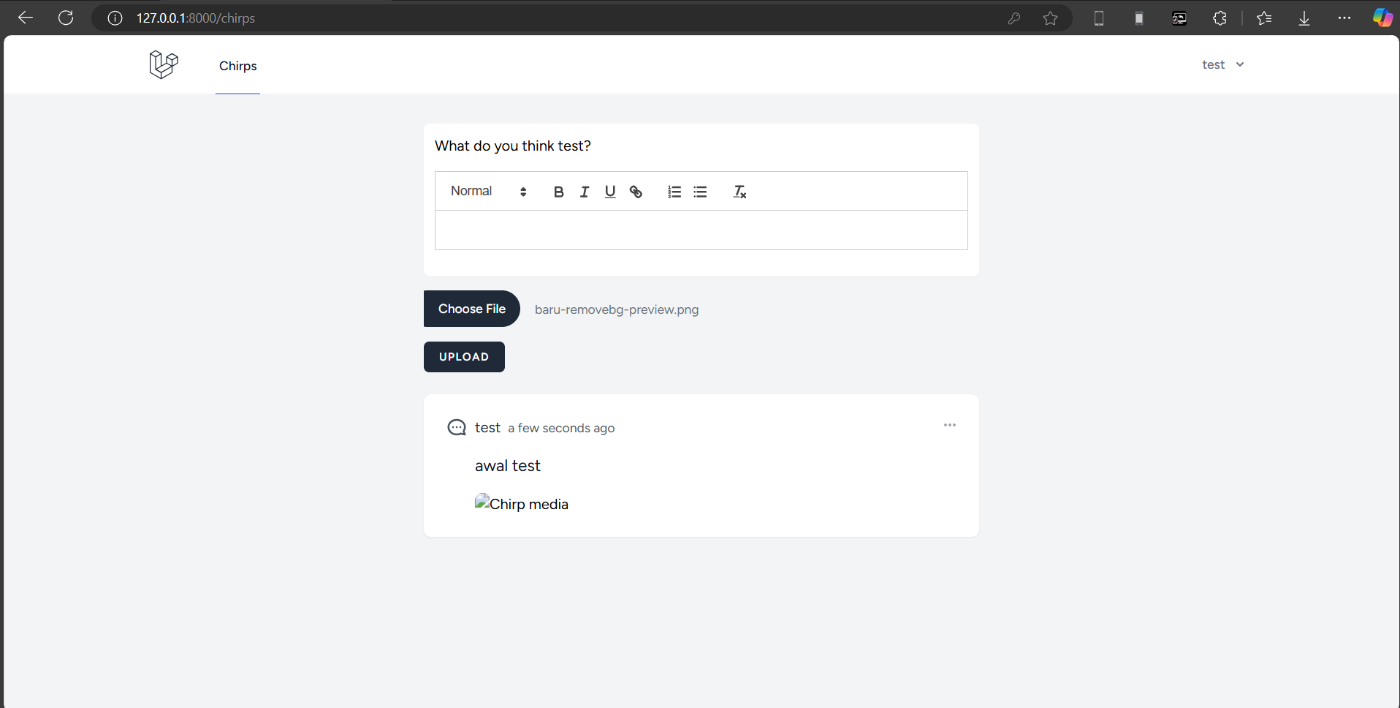 127.0.0.1:8000/chirps
Chirps
test
What do you think test?
Normal
B I U
Choose File baru-removebg-preview.png
UPLOAD
test a few seconds ago
awal test
Chirp media